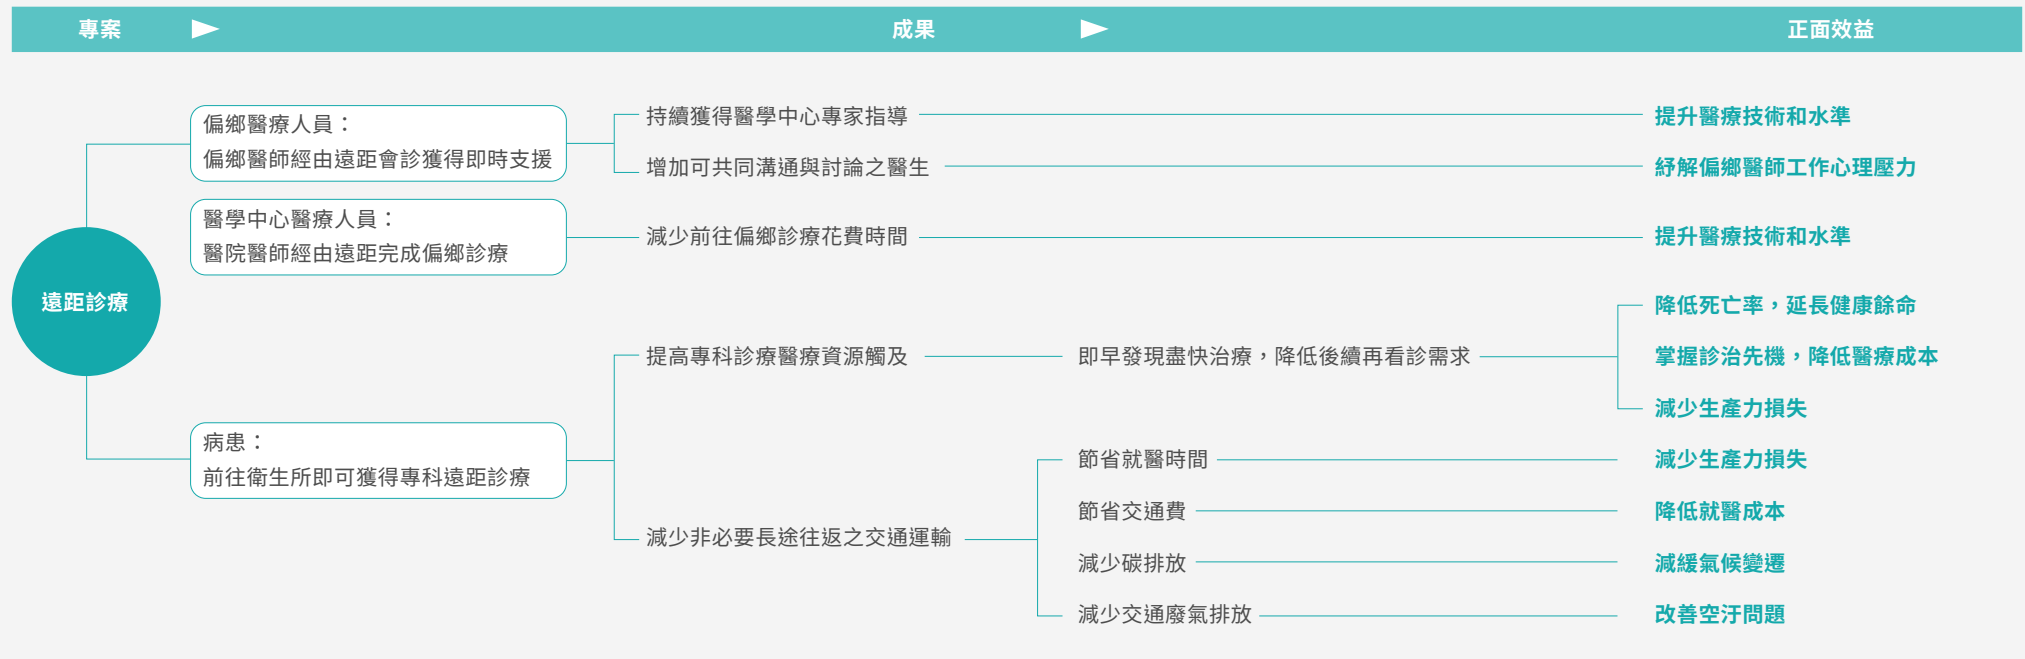 專案
成果
正面效益
遠距診療
偏鄉醫療人員：
偏鄉醫師經由遠距會診獲得即時支援
持續獲得醫學中心專家指導
提升醫療技術和水準
增加可共同溝通與討論之醫生
紓解偏鄉醫師工作心理壓力
醫學中心醫療人員：
醫院醫師經由遠距完成偏鄉診療
減少前往偏鄉診療花費時間
提升醫療技術和水準
病患：
前往衛生所即可獲得專科遠距診療
提高專科診療醫療資源觸及
即早發現盡快治療，降低後續再看診需求
降低死亡率，延長健康餘命
掌握診治先機，降低醫療成本
減少生產力損失
減少非必要長途往返之交通運輸
節省就醫時間
減少生產力損失
節省交通費
降低就醫成本
減少碳排放
減緩氣候變遷
減少交通廢氣排放
改善空汙問題